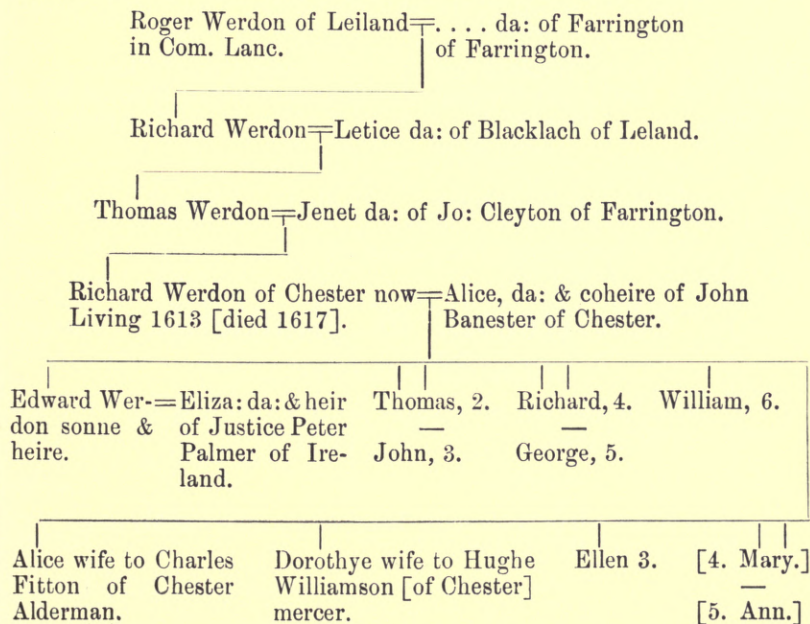 Roger Werdon of Leiland=.... da: of Farrington
in Com. Lanc. of Farrington.
Richard Werdon=Letice da: of Blacklach of Leland.
Thomas Werdon=Jenet da: of Jo: Cleyton of Farrington.
Richard Werdon of Chester now=Alice, da: & coheire of John
Living 1613 [died 1617]. Banester of Chester.
Edward Wer-=Eliza: da: & heir Thomas, 2. Richard, 4. William, 6.
don sonne & of Justice Peter — —
heire. Palmer of Ire- John, 3. George, 5.
land.
Alice wife to Charles Dorothye wife to Hughe Ellen 3. [4. Mary.]
Fitton of Chester Williamson [of Chester] —
Alderman. mercer. [5. Ann.]